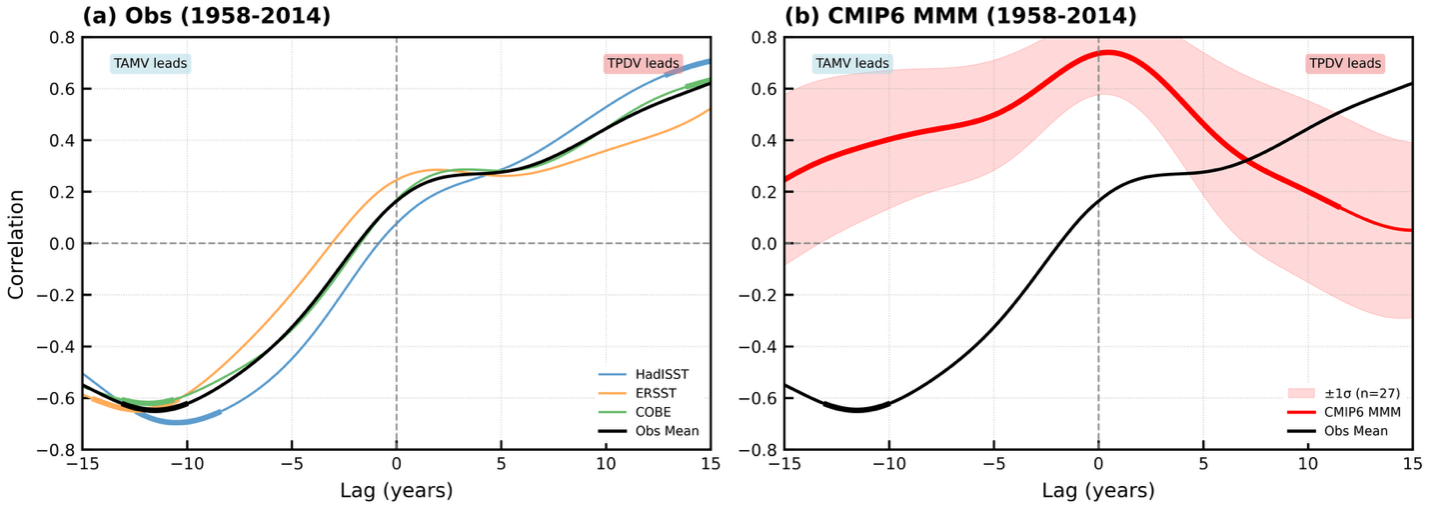 (a) Obs (1958-2014)
TAMV leads
TPDV leads
Correlation
0.8
0.6
0.4
0.2
0.0
−0.2
−0.4
−0.6
−0.8
HadISST
ERSST
COBE
Obs Mean
−15 −10 −5 0 5 10 15
Lag (years)
(b) CMIP6 MMM (1958-2014)
TAMV leads
TPDV leads
0.8
0.6
0.4
0.2
0.0
−0.2
−0.4
−0.6
−0.8
±1σ (n=27)
CMIP6 MMM
Obs Mean
−15 −10 −5 0 5 10 15
Lag (years)